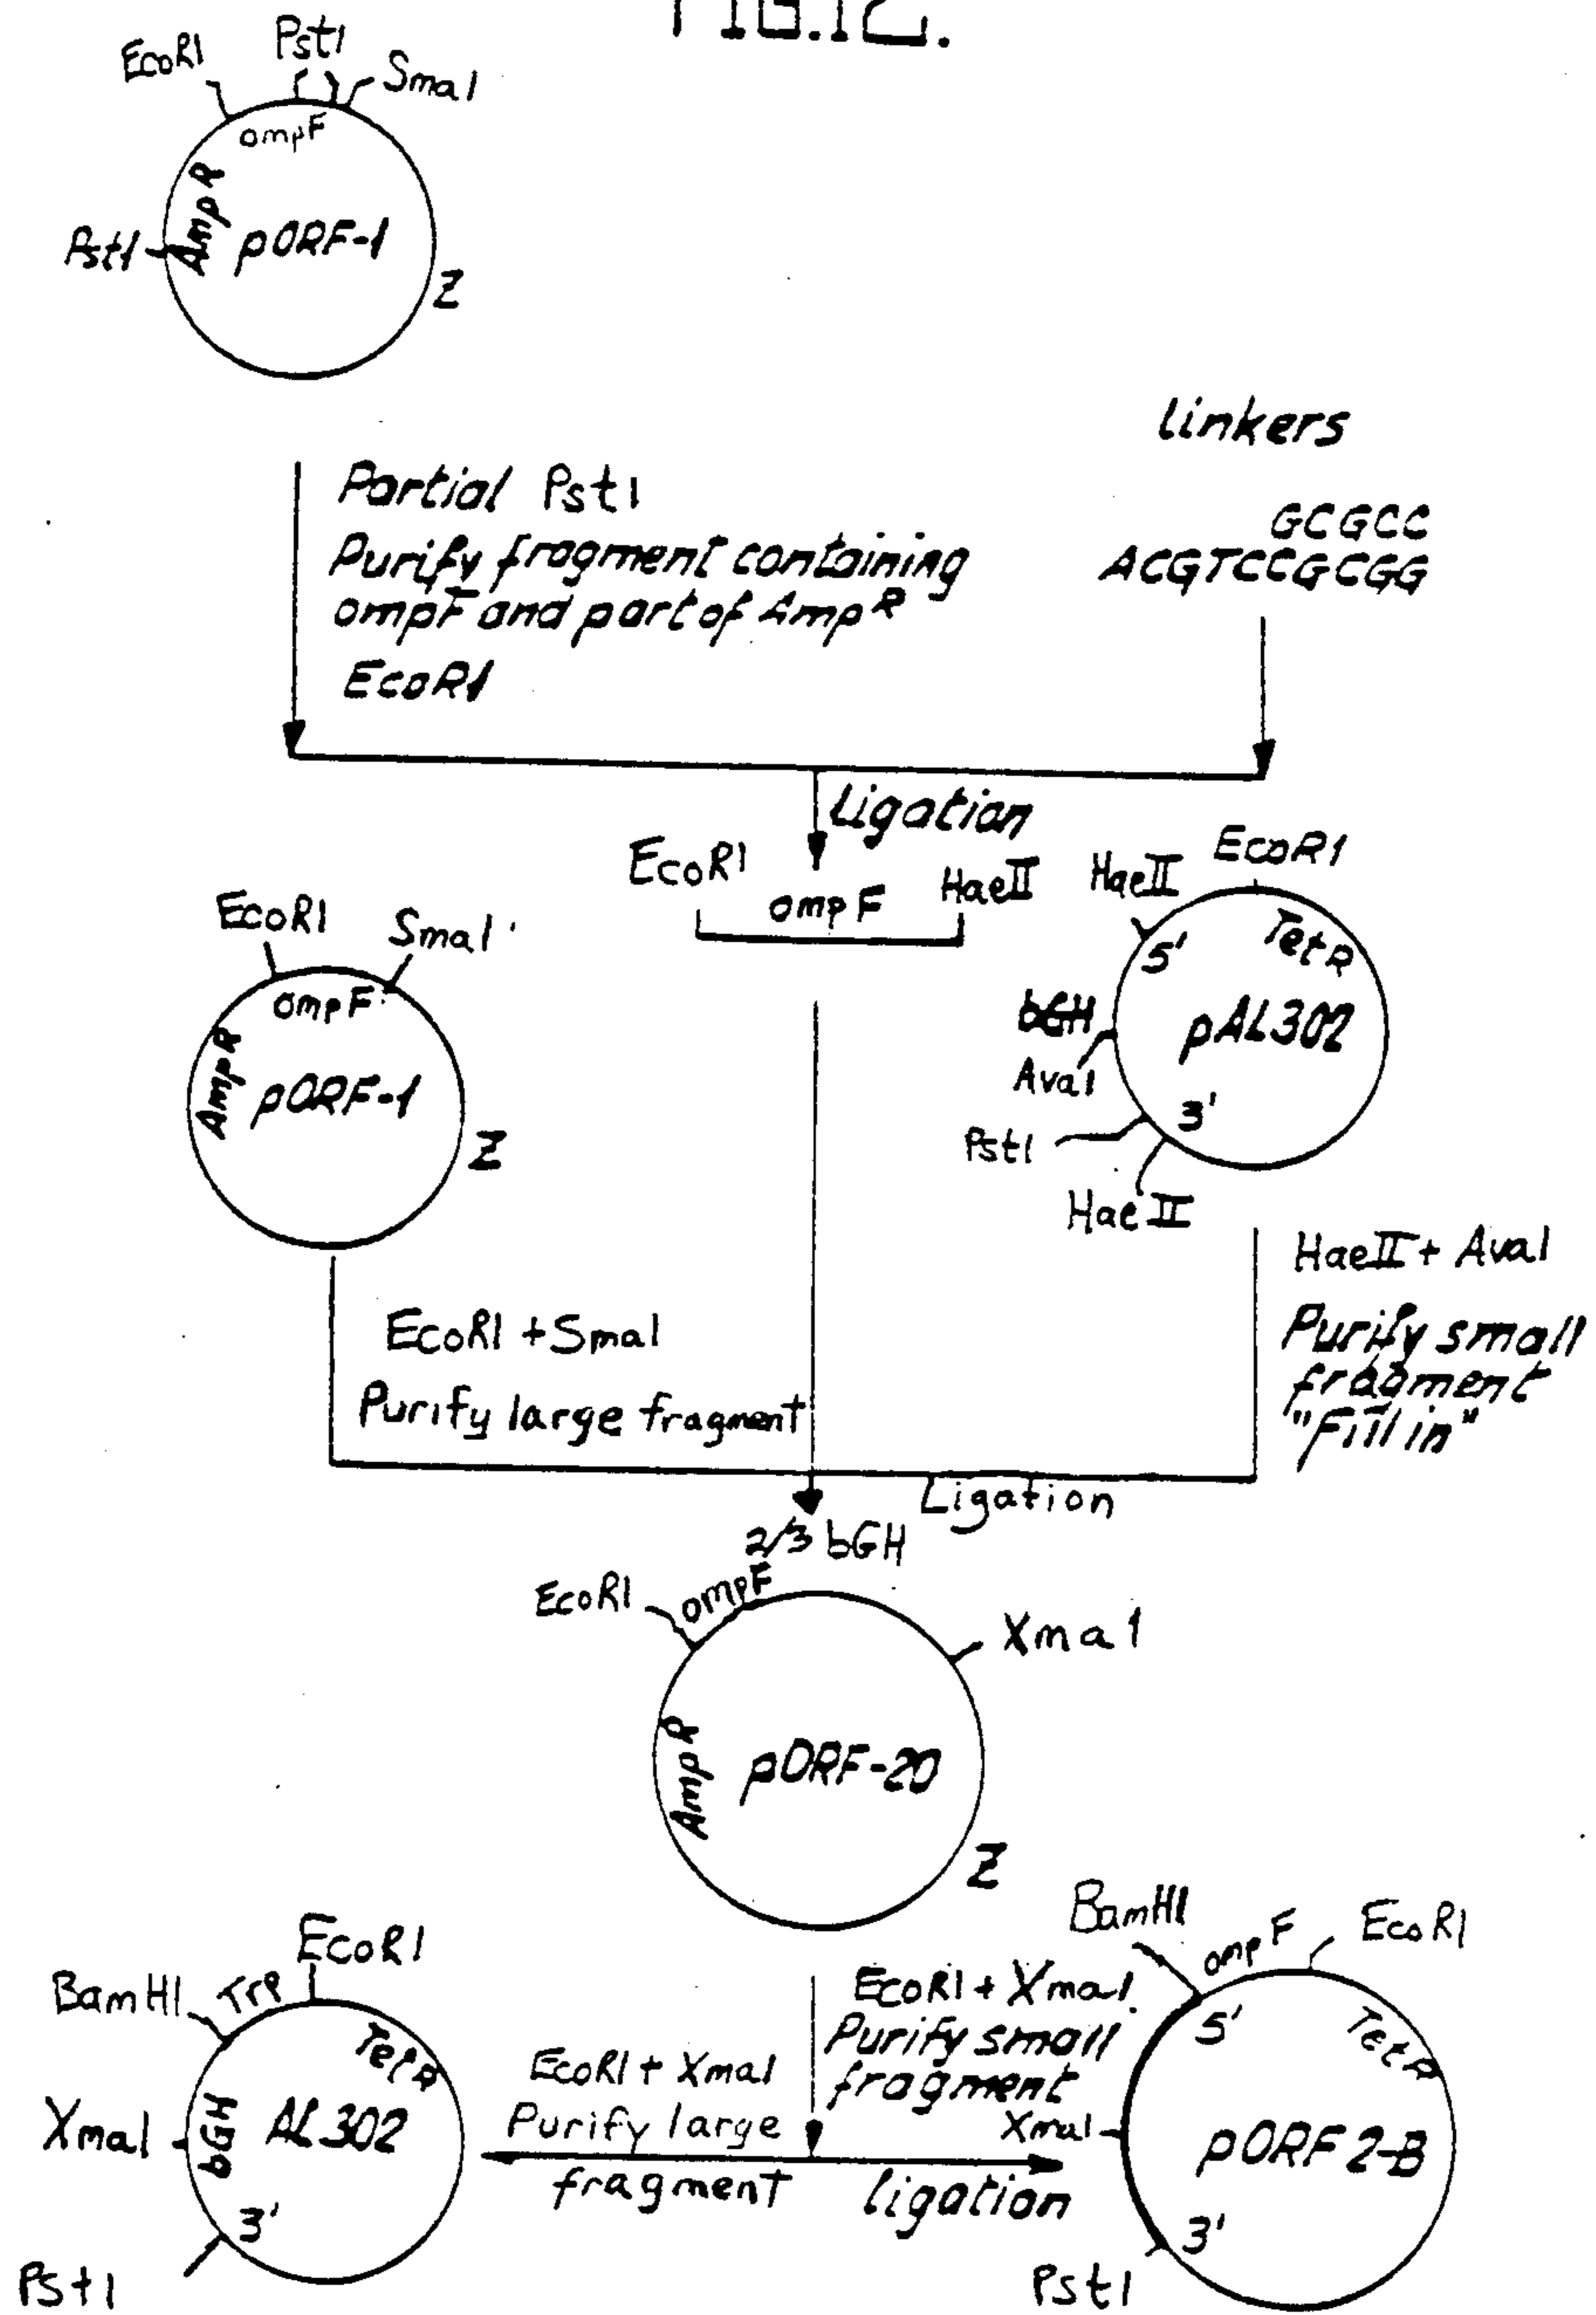 FIG.12.
EcoRI
PstI
SmaI
ompF
AmpR
PstI
pORF-1
Z
linkers
Partial PstI
GCGCC
Purify fragment containing
ACGTCCGCGG
ompF and part of AmpR
EcoRI
Ligation
EcoRI
ompF
HaeII
HaeII
EcoRI
EcoRI
SmaI
ompF
AmpR
pORF-1
Z
5'
TetR
bGH
pAL302
AvaI
3'
PstI
HaeII
HaeII + AvaI
EcoRI + SmaI
Purify small
fragment
"Fill in"
Purify large fragment
Ligation
2/3 bGH
EcoRI
ompF
XmaI
AmpR
pORF-20
Z
BamHI
ompF
EcoRI
EcoRI
BamHI
Trp
TetR
EcoRI + XmaI
Purify small
fragment
5'
TetR
EcoRI + XmaI
Purify large
fragment
XmaI
bGH
AL302
XmaI
pORF2-B
ligation
3'
3'
PstI
PstI